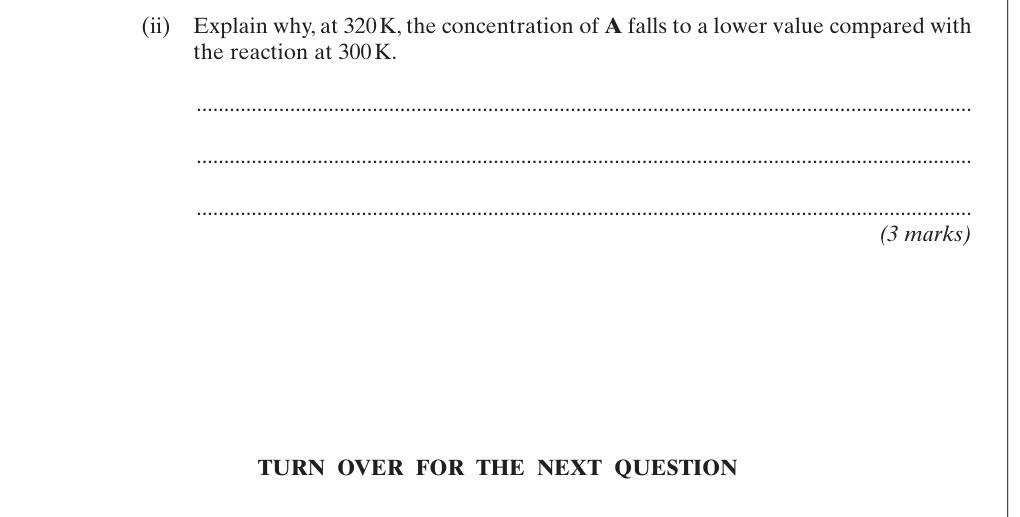 (ii) Explain why, at 320 K, the concentration of A falls to a lower value compared with
the reaction at 300 K.
..............................................................................................................................................
..............................................................................................................................................
..............................................................................................................................................
(3 marks)
TURN OVER FOR THE NEXT QUESTION